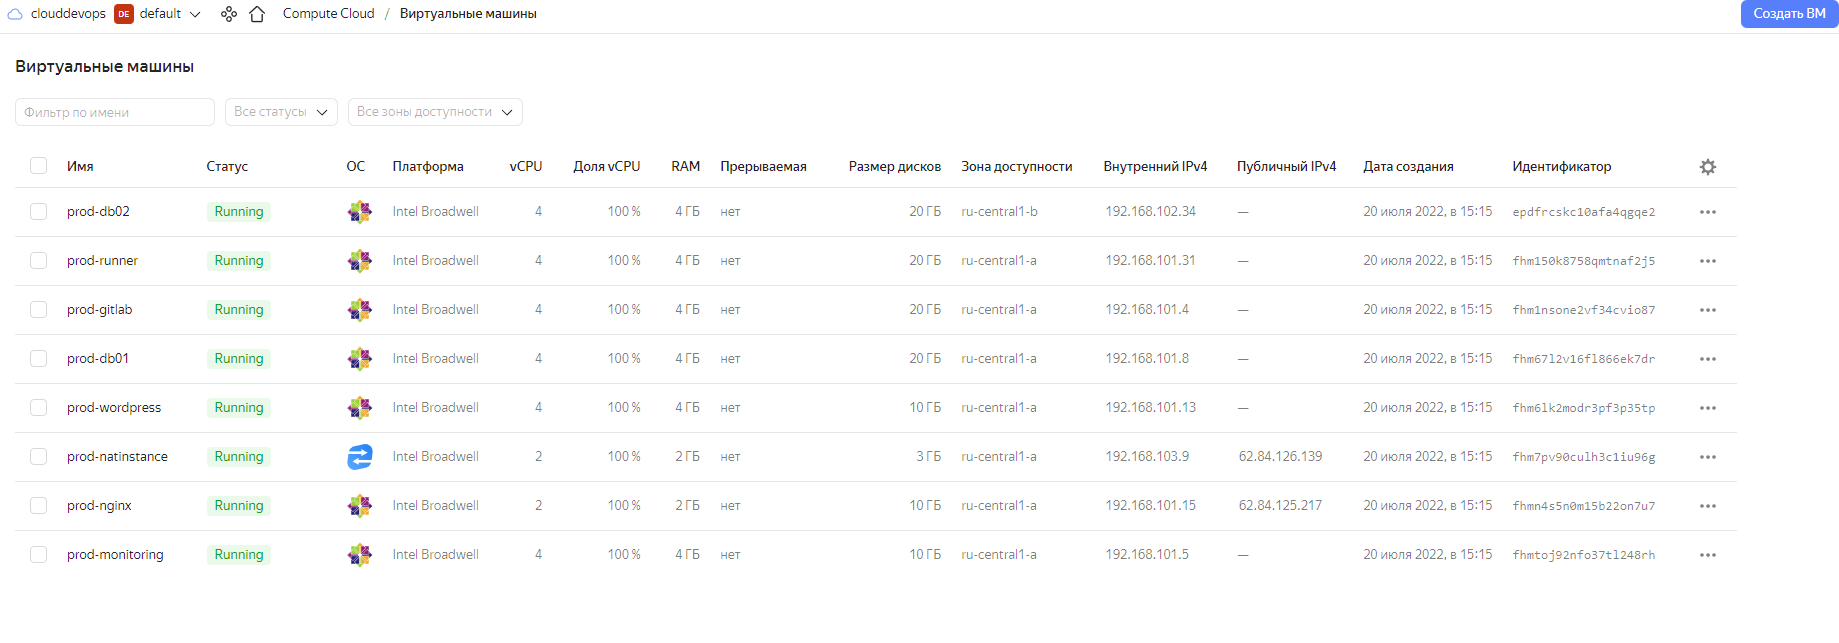 clouddevops DE default Compute Cloud / Виртуальные машины Создать ВМ
Виртуальные машины
Фильтр по имени Все статусы Все зоны доступности
Имя Статус ОС Платформа vCPU Доля vCPU RAM Прерываемая Размер дисков Зона доступности Внутренний IPv4 Публичный IPv4 Дата создания Идентификатор
prod-db02 Running Intel Broadwell 4 100 % 4 ГБ нет 20 ГБ ru-central1-b 192.168.102.34 — 20 июля 2022, в 15:15 epdfrcskc10afa4qgqe2
prod-runner Running Intel Broadwell 4 100 % 4 ГБ нет 20 ГБ ru-central1-a 192.168.101.31 — 20 июля 2022, в 15:15 fhm150k8758qmtnaf2j5
prod-gitlab Running Intel Broadwell 4 100 % 4 ГБ нет 20 ГБ ru-central1-a 192.168.101.4 — 20 июля 2022, в 15:15 fhm1nsone2vf34cvio87
prod-db01 Running Intel Broadwell 4 100 % 4 ГБ нет 20 ГБ ru-central1-a 192.168.101.8 — 20 июля 2022, в 15:15 fhm67l2v16fl866ek7dr
prod-wordpress Running Intel Broadwell 4 100 % 4 ГБ нет 10 ГБ ru-central1-a 192.168.101.13 — 20 июля 2022, в 15:15 fhm6lk2modr3pf3p35tp
prod-natinstance Running Intel Broadwell 2 100 % 2 ГБ нет 3 ГБ ru-central1-a 192.168.103.9 62.84.126.139 20 июля 2022, в 15:15 fhm7pv90culh3c1iu96g
prod-nginx Running Intel Broadwell 2 100 % 2 ГБ нет 10 ГБ ru-central1-a 192.168.101.15 62.84.125.217 20 июля 2022, в 15:15 fhmn4s5n0m15b22on7u7
prod-monitoring Running Intel Broadwell 4 100 % 4 ГБ нет 10 ГБ ru-central1-a 192.168.101.5 — 20 июля 2022, в 15:15 fhmtoj92nfo37tl248rh